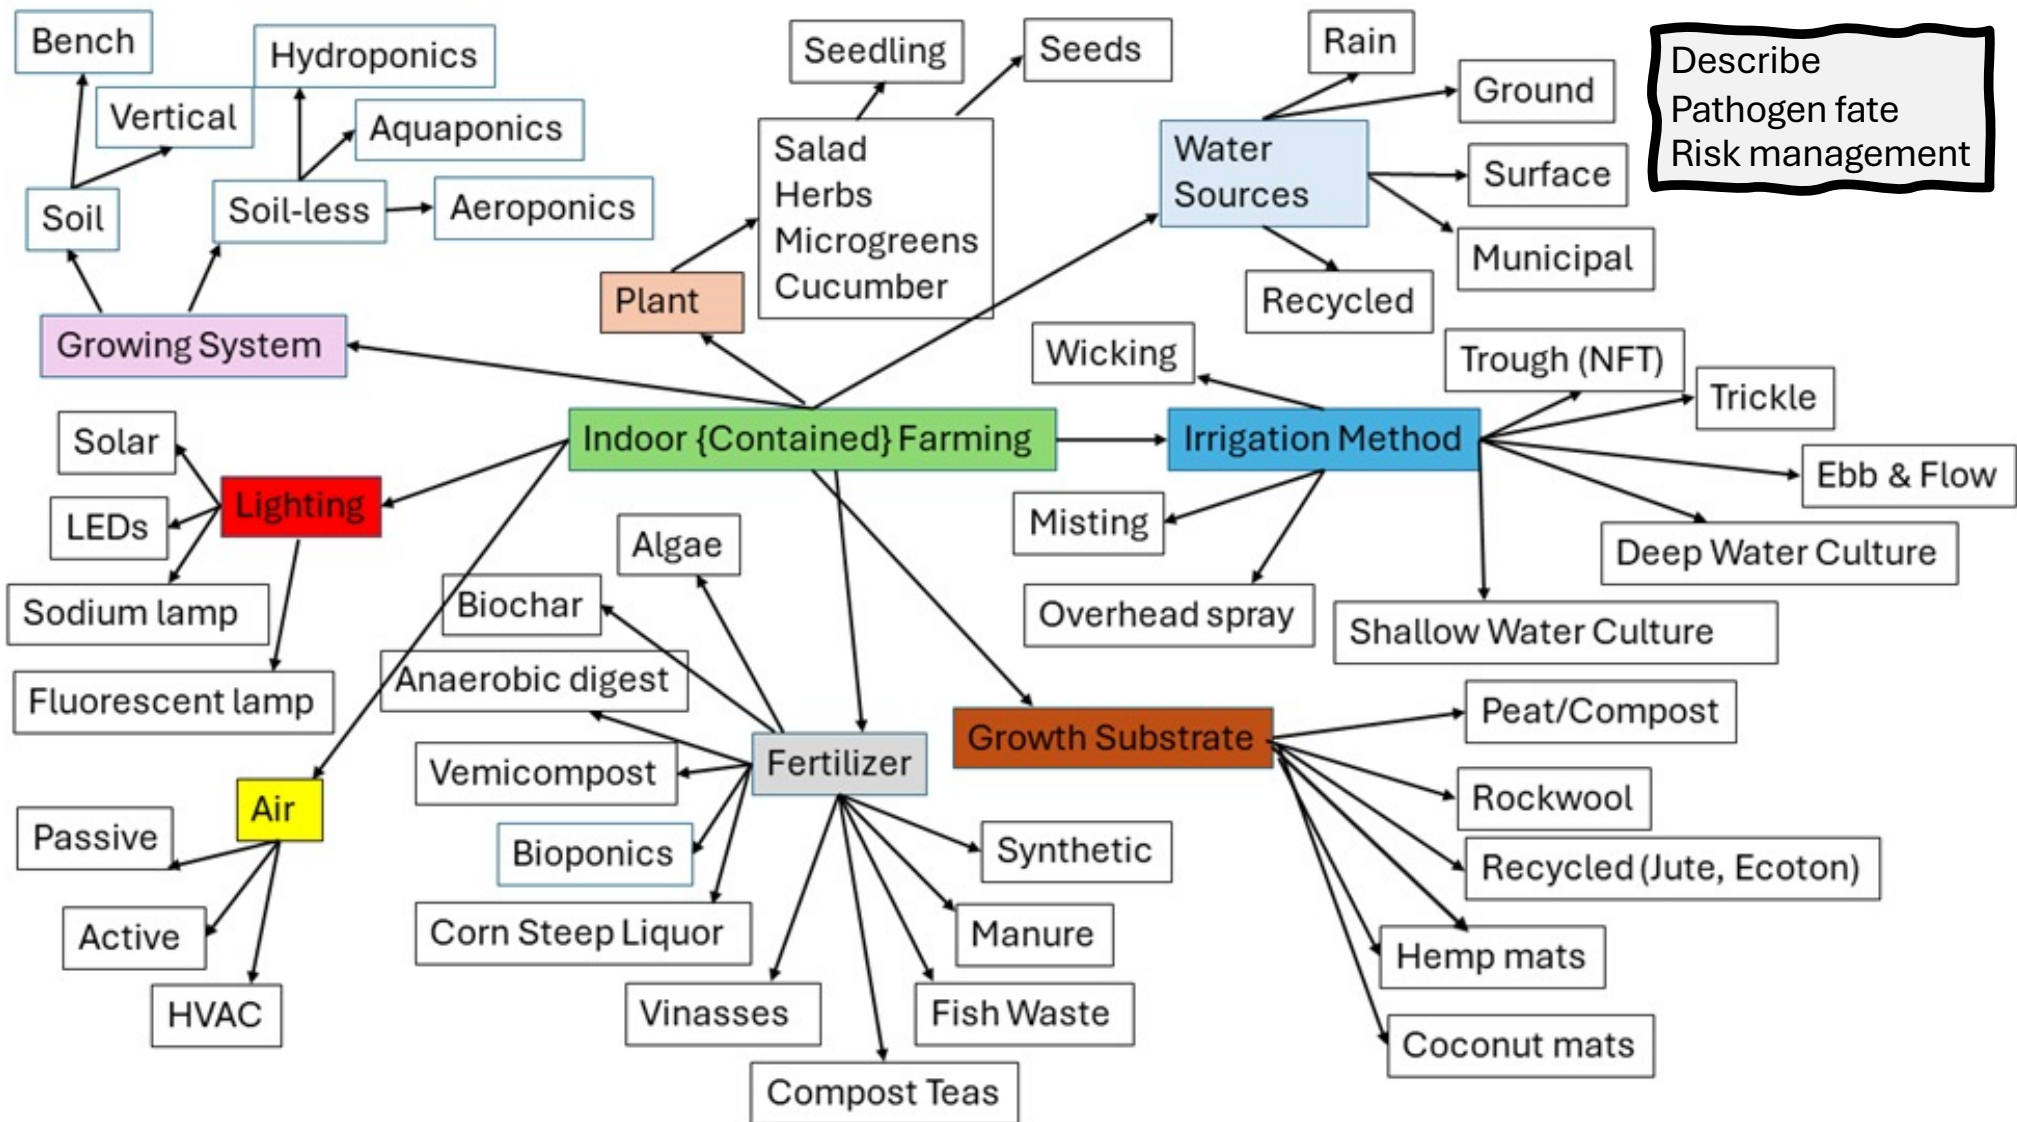 Bench
Hydroponics
Vertical
Aquaponics
Soil
Soil-less
Aeroponics
Growing System
Seedling
Seeds
Salad
Herbs
Microgreens
Cucumber
Plant
Water
Sources
Rain
Ground
Surface
Municipal
Recycled
Describe
Pathogen fate
Risk management
Indoor {Contained} Farming
Irrigation Method
Wicking
Trough (NFT)
Trickle
Ebb & Flow
Deep Water Culture
Shallow Water Culture
Misting
Overhead spray
Lighting
Solar
LEDs
Sodium lamp
Fluorescent lamp
Air
Passive
Active
HVAC
Fertilizer
Algae
Biochar
Anaerobic digest
Vemicompost
Bioponics
Corn Steep Liquor
Vinasses
Compost Teas
Fish Waste
Manure
Synthetic
Growth Substrate
Peat/Compost
Rockwool
Recycled (Jute, Ecoton)
Hemp mats
Coconut mats